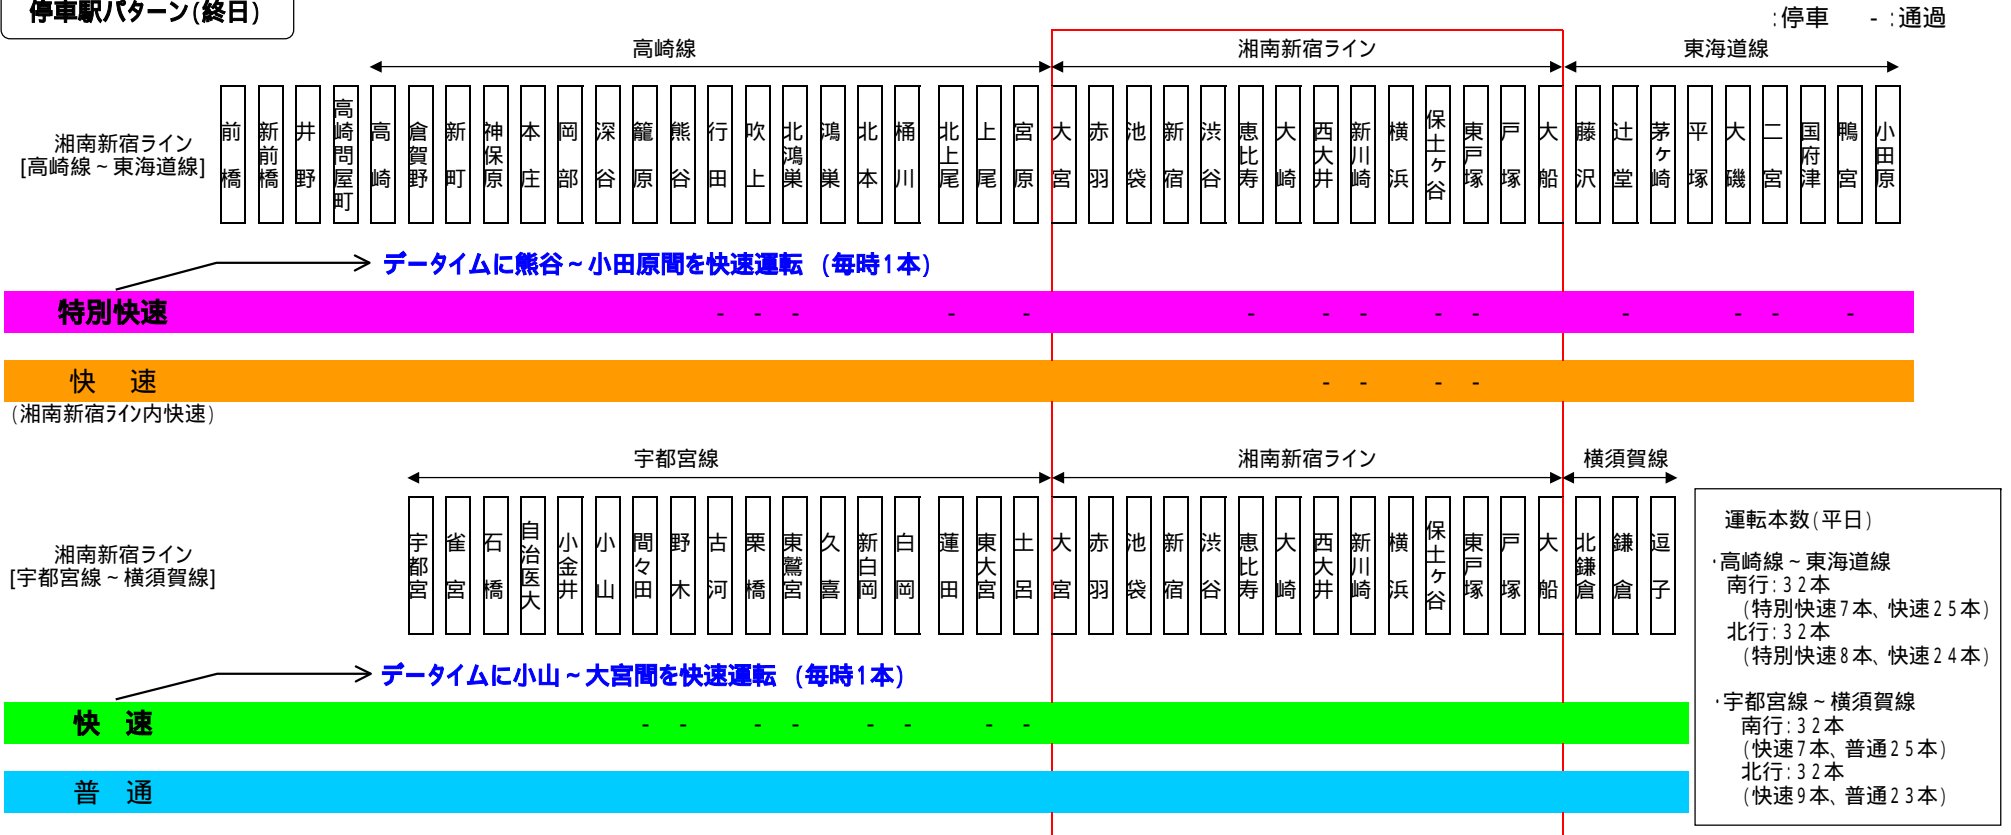 停車駅パターン(終日)
:停車 - :通過
高崎線 湘南新宿ライン 東海道線
湘南新宿ライン
[高崎線~東海道線]
前橋 新前橋 井野 高崎問屋町 高崎 倉賀野 新町 神保原 本庄 岡部 深谷 籠原 熊谷 行田 吹上 北鴻巣 鴻巣 北本 桶川 北上尾 上尾 宮原 大宮 赤羽 池袋 新宿 渋谷 恵比寿 大崎 西大井 新川崎 横浜 保土ヶ谷 東戸塚 戸塚 大船 藤沢 辻堂 茅ヶ崎 平塚 大磯 二宮 国府津 鴨宮 小田原
データイムに熊谷~小田原間を快速運転 (毎時1本)
特別快速 - - - - - - - - - - - - - -
快 速 - - - -
(湘南新宿ライン内快速)
宇都宮線 湘南新宿ライン 横須賀線
湘南新宿ライン
[宇都宮線~横須賀線]
宇都宮 雀宮 石橋 自治医大 小金井 小山 間々田 野木 古河 栗橋 東鷲宮 久喜 新白岡 白岡 蓮田 東大宮 土呂 大宮 赤羽 池袋 新宿 渋谷 恵比寿 大崎 西大井 新川崎 横浜 保土ヶ谷 東戸塚 戸塚 大船 北鎌倉 鎌倉 逗子
データイムに小山~大宮間を快速運転 (毎時1本)
快 速 - - - - - - - -
普 通
運転本数(平日)
・高崎線~東海道線
南行:32本
(特別快速7本、快速25本)
北行:32本
(特別快速8本、快速24本)
・宇都宮線~横須賀線
南行:32本
(快速7本、普通25本)
北行:32本
(快速9本、普通23本)